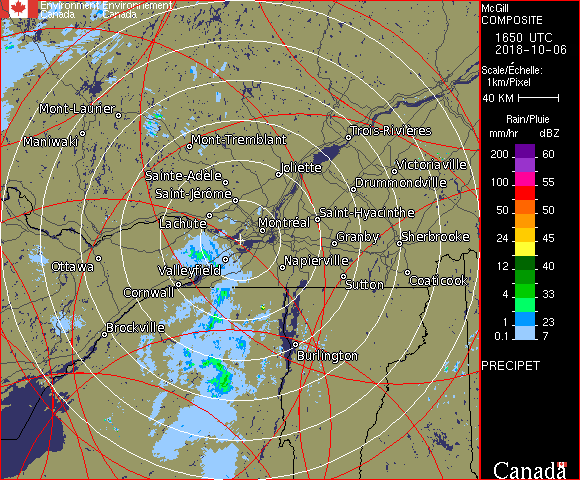 Environment Environnement
Canada Canada
McGill
COMPOSITE
1650 UTC
2018-10-06
Scale/Échelle:
1km/Pixel
40 KM
Rain/Pluie
mm/hr dBZ
200 60
100 55
50 50
24 45
12 40
4 33
1 23
0.1 7
PRECIPET
Canada
Mont-Laurier
Maniwaki
Mont-Tremblant
Trois-Rivières
Joliette
Victoriaville
Sainte-Adèle
Drummondville
Saint-Jérôme
Lachute
Montréal
Saint-Hyacinthe
Granby
Sherbrooke
Ottawa
Valleyfield
Napierville
Cornwall
Sutton
Coaticook
Brockville
Burlington